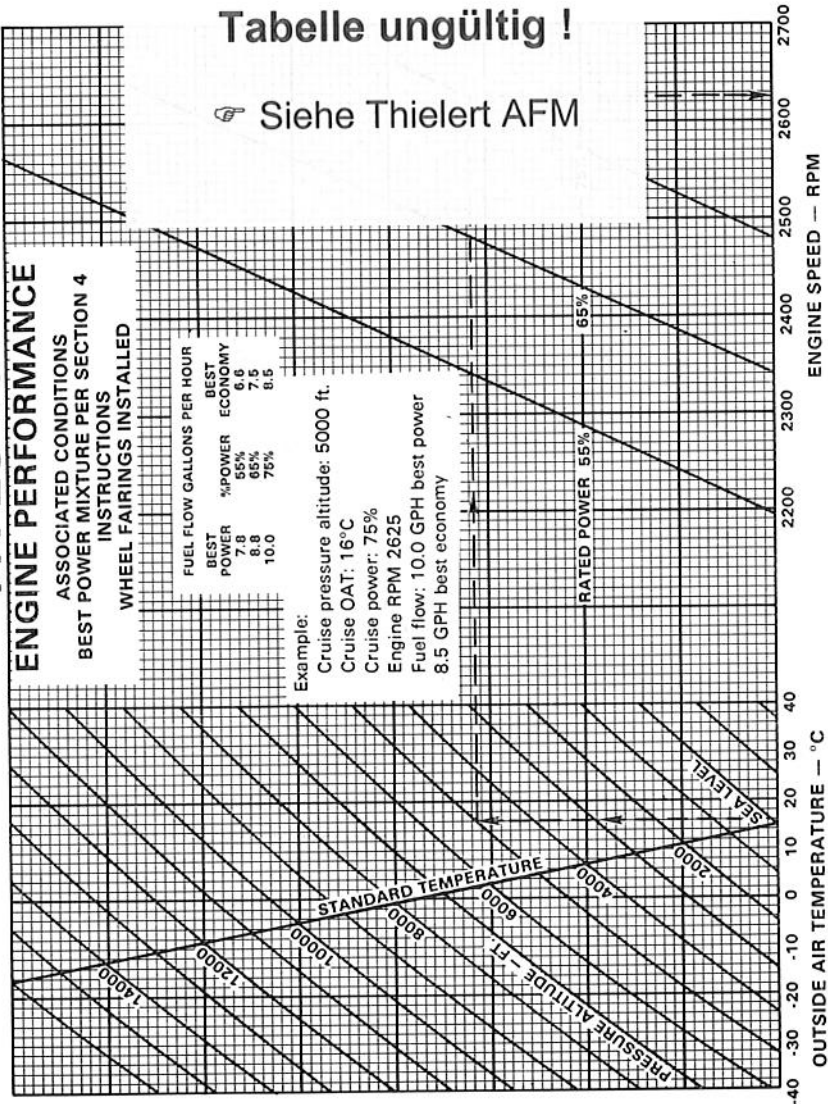 Tabelle ungültig !
☞ Siehe Thielert AFM
ENGINE PERFORMANCE
ASSOCIATED CONDITIONS
BEST POWER MIXTURE PER SECTION 4
INSTRUCTIONS
WHEEL FAIRINGS INSTALLED
FUEL FLOW GALLONS PER HOUR
BEST POWER %POWER BEST ECONOMY
7.8 55% 6.6
8.8 65% 7.5
10.0 75% 8.5
Example:
Cruise pressure altitude: 5000 ft.
Cruise OAT: 16°C
Cruise power: 75%
Engine RPM 2625
Fuel flow: 10.0 GPH best power
8.5 GPH best economy
RATED POWER 55%
65%
STANDARD TEMPERATURE
PRESSURE ALTITUDE – FT.
SEA LEVEL
2000
4000
6000
8000
10000
12000
14000
-40 -30 -20 -10 0 10 20 30 40
OUTSIDE AIR TEMPERATURE — °C
2200 2300 2400 2500 2600 2700
ENGINE SPEED — RPM